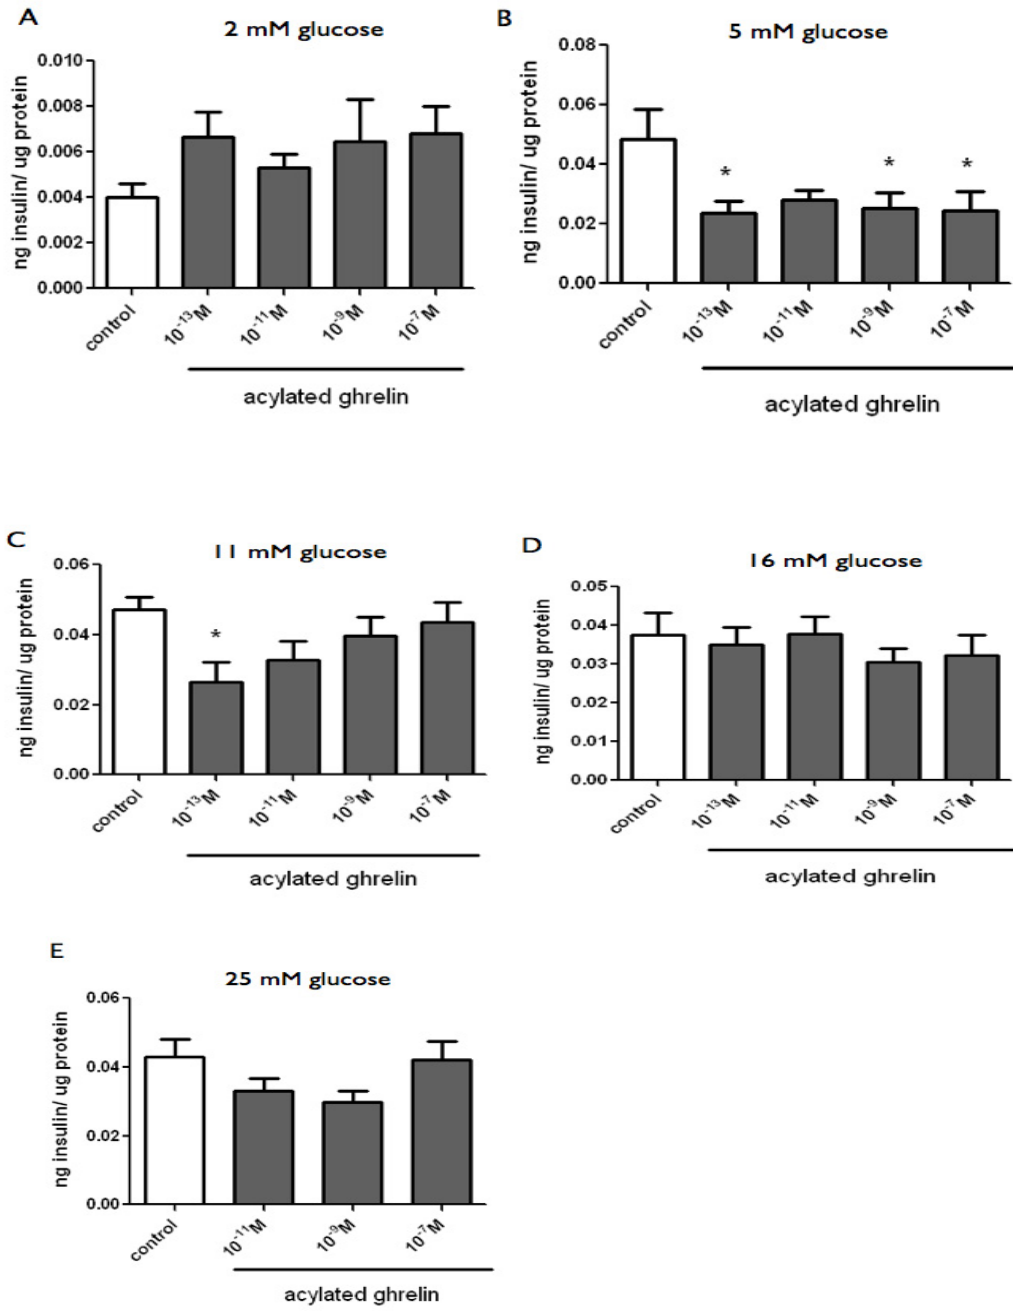 A
2 mM glucose
ng insulin/ ug protein
0.010
0.008
0.006
0.004
0.002
0.000
control
10⁻¹³M
10⁻¹¹M
10⁻⁹M
10⁻⁷M
acylated ghrelin
B
5 mM glucose
ng insulin/ ug protein
0.08
0.06
0.04
0.02
0.00
*
*
*
control
10⁻¹³M
10⁻¹¹M
10⁻⁹M
10⁻⁷M
acylated ghrelin
C
11 mM glucose
ng insulin/ ug protein
0.06
0.04
0.02
0.00
*
control
10⁻¹³M
10⁻¹¹M
10⁻⁹M
10⁻⁷M
acylated ghrelin
D
16 mM glucose
ng insulin/ ug protein
0.05
0.04
0.03
0.02
0.01
0.00
control
10⁻¹³M
10⁻¹¹M
10⁻⁹M
10⁻⁷M
acylated ghrelin
E
25 mM glucose
ng insulin/ ug protein
0.06
0.04
0.02
0.00
control
10⁻¹¹M
10⁻⁹M
10⁻⁷M
acylated ghrelin